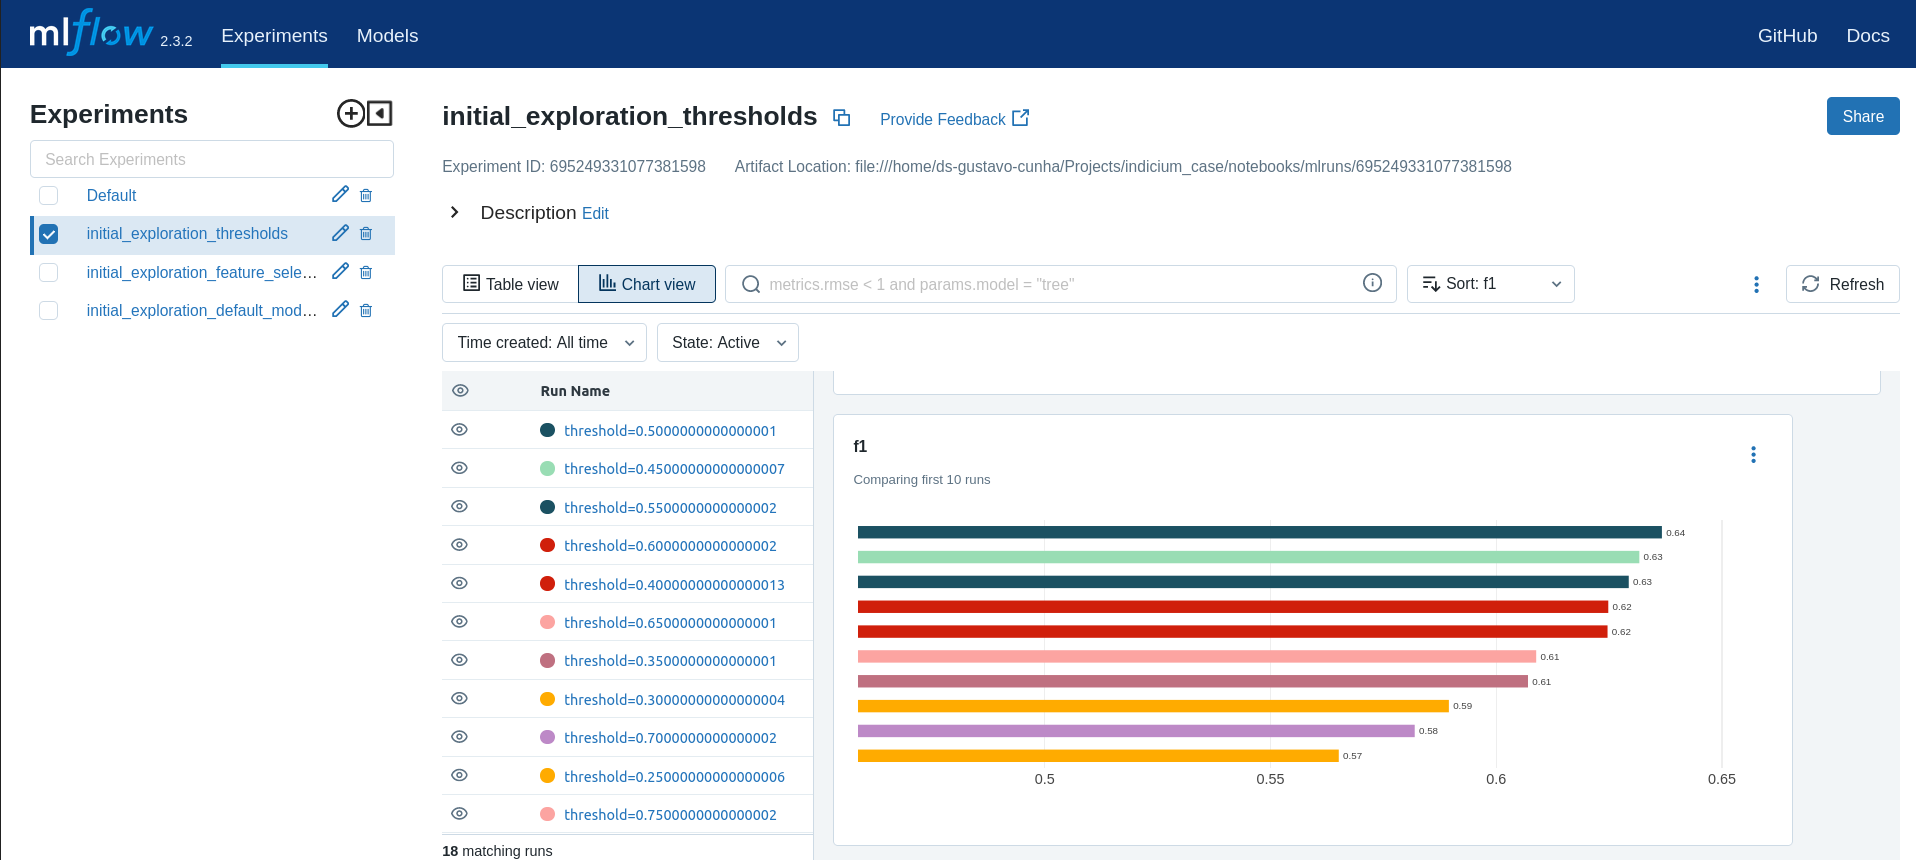 mlflow 2.3.2 Experiments Models GitHub Docs
Experiments
Search Experiments
Default
initial_exploration_thresholds
initial_exploration_feature_sele...
initial_exploration_default_mod...
initial_exploration_thresholds Provide Feedback Share
Experiment ID: 695249331077381598 Artifact Location: file:///home/ds-gustavo-cunha/Projects/indicium_case/notebooks/mlruns/695249331077381598
Description Edit
Table view Chart view metrics.rmse < 1 and params.model = "tree" Sort: f1 Refresh
Time created: All time State: Active
Run Name
threshold=0.5000000000000001
threshold=0.45000000000000007
threshold=0.5500000000000002
threshold=0.6000000000000002
threshold=0.40000000000000013
threshold=0.6500000000000001
threshold=0.3500000000000001
threshold=0.30000000000000004
threshold=0.7000000000000002
threshold=0.25000000000000006
threshold=0.7500000000000002
18 matching runs
f1
Comparing first 10 runs
0.64
0.63
0.63
0.62
0.62
0.61
0.61
0.59
0.58
0.57
0.5 0.55 0.6 0.65